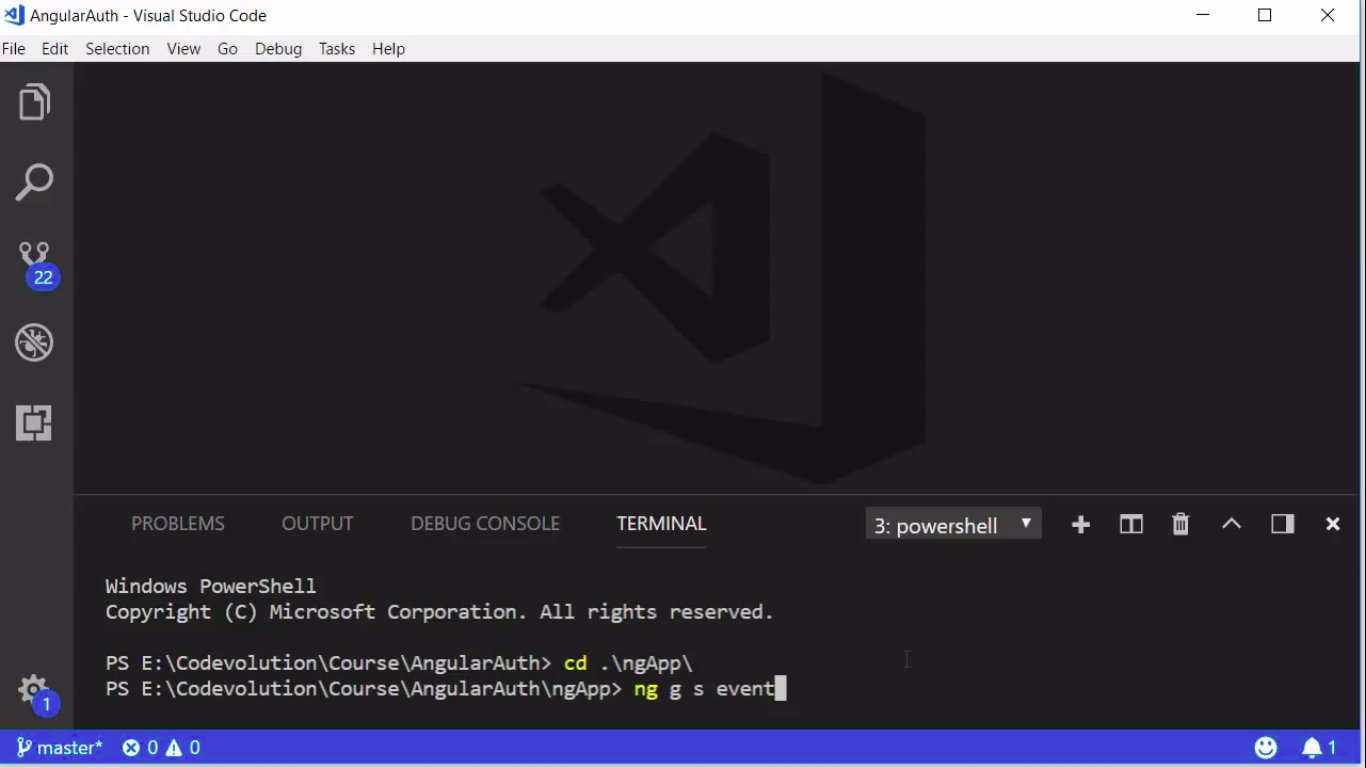 AngularAuth - Visual Studio Code
File Edit Selection View Go Debug Tasks Help
22
PROBLEMS OUTPUT DEBUG CONSOLE TERMINAL 3: powershell
Windows PowerShell
Copyright (C) Microsoft Corporation. All rights reserved.
PS E:\Codevolution\Course\AngularAuth> cd .\ngApp\
PS E:\Codevolution\Course\AngularAuth\ngApp> ng g s event
1
master* 0 0 1